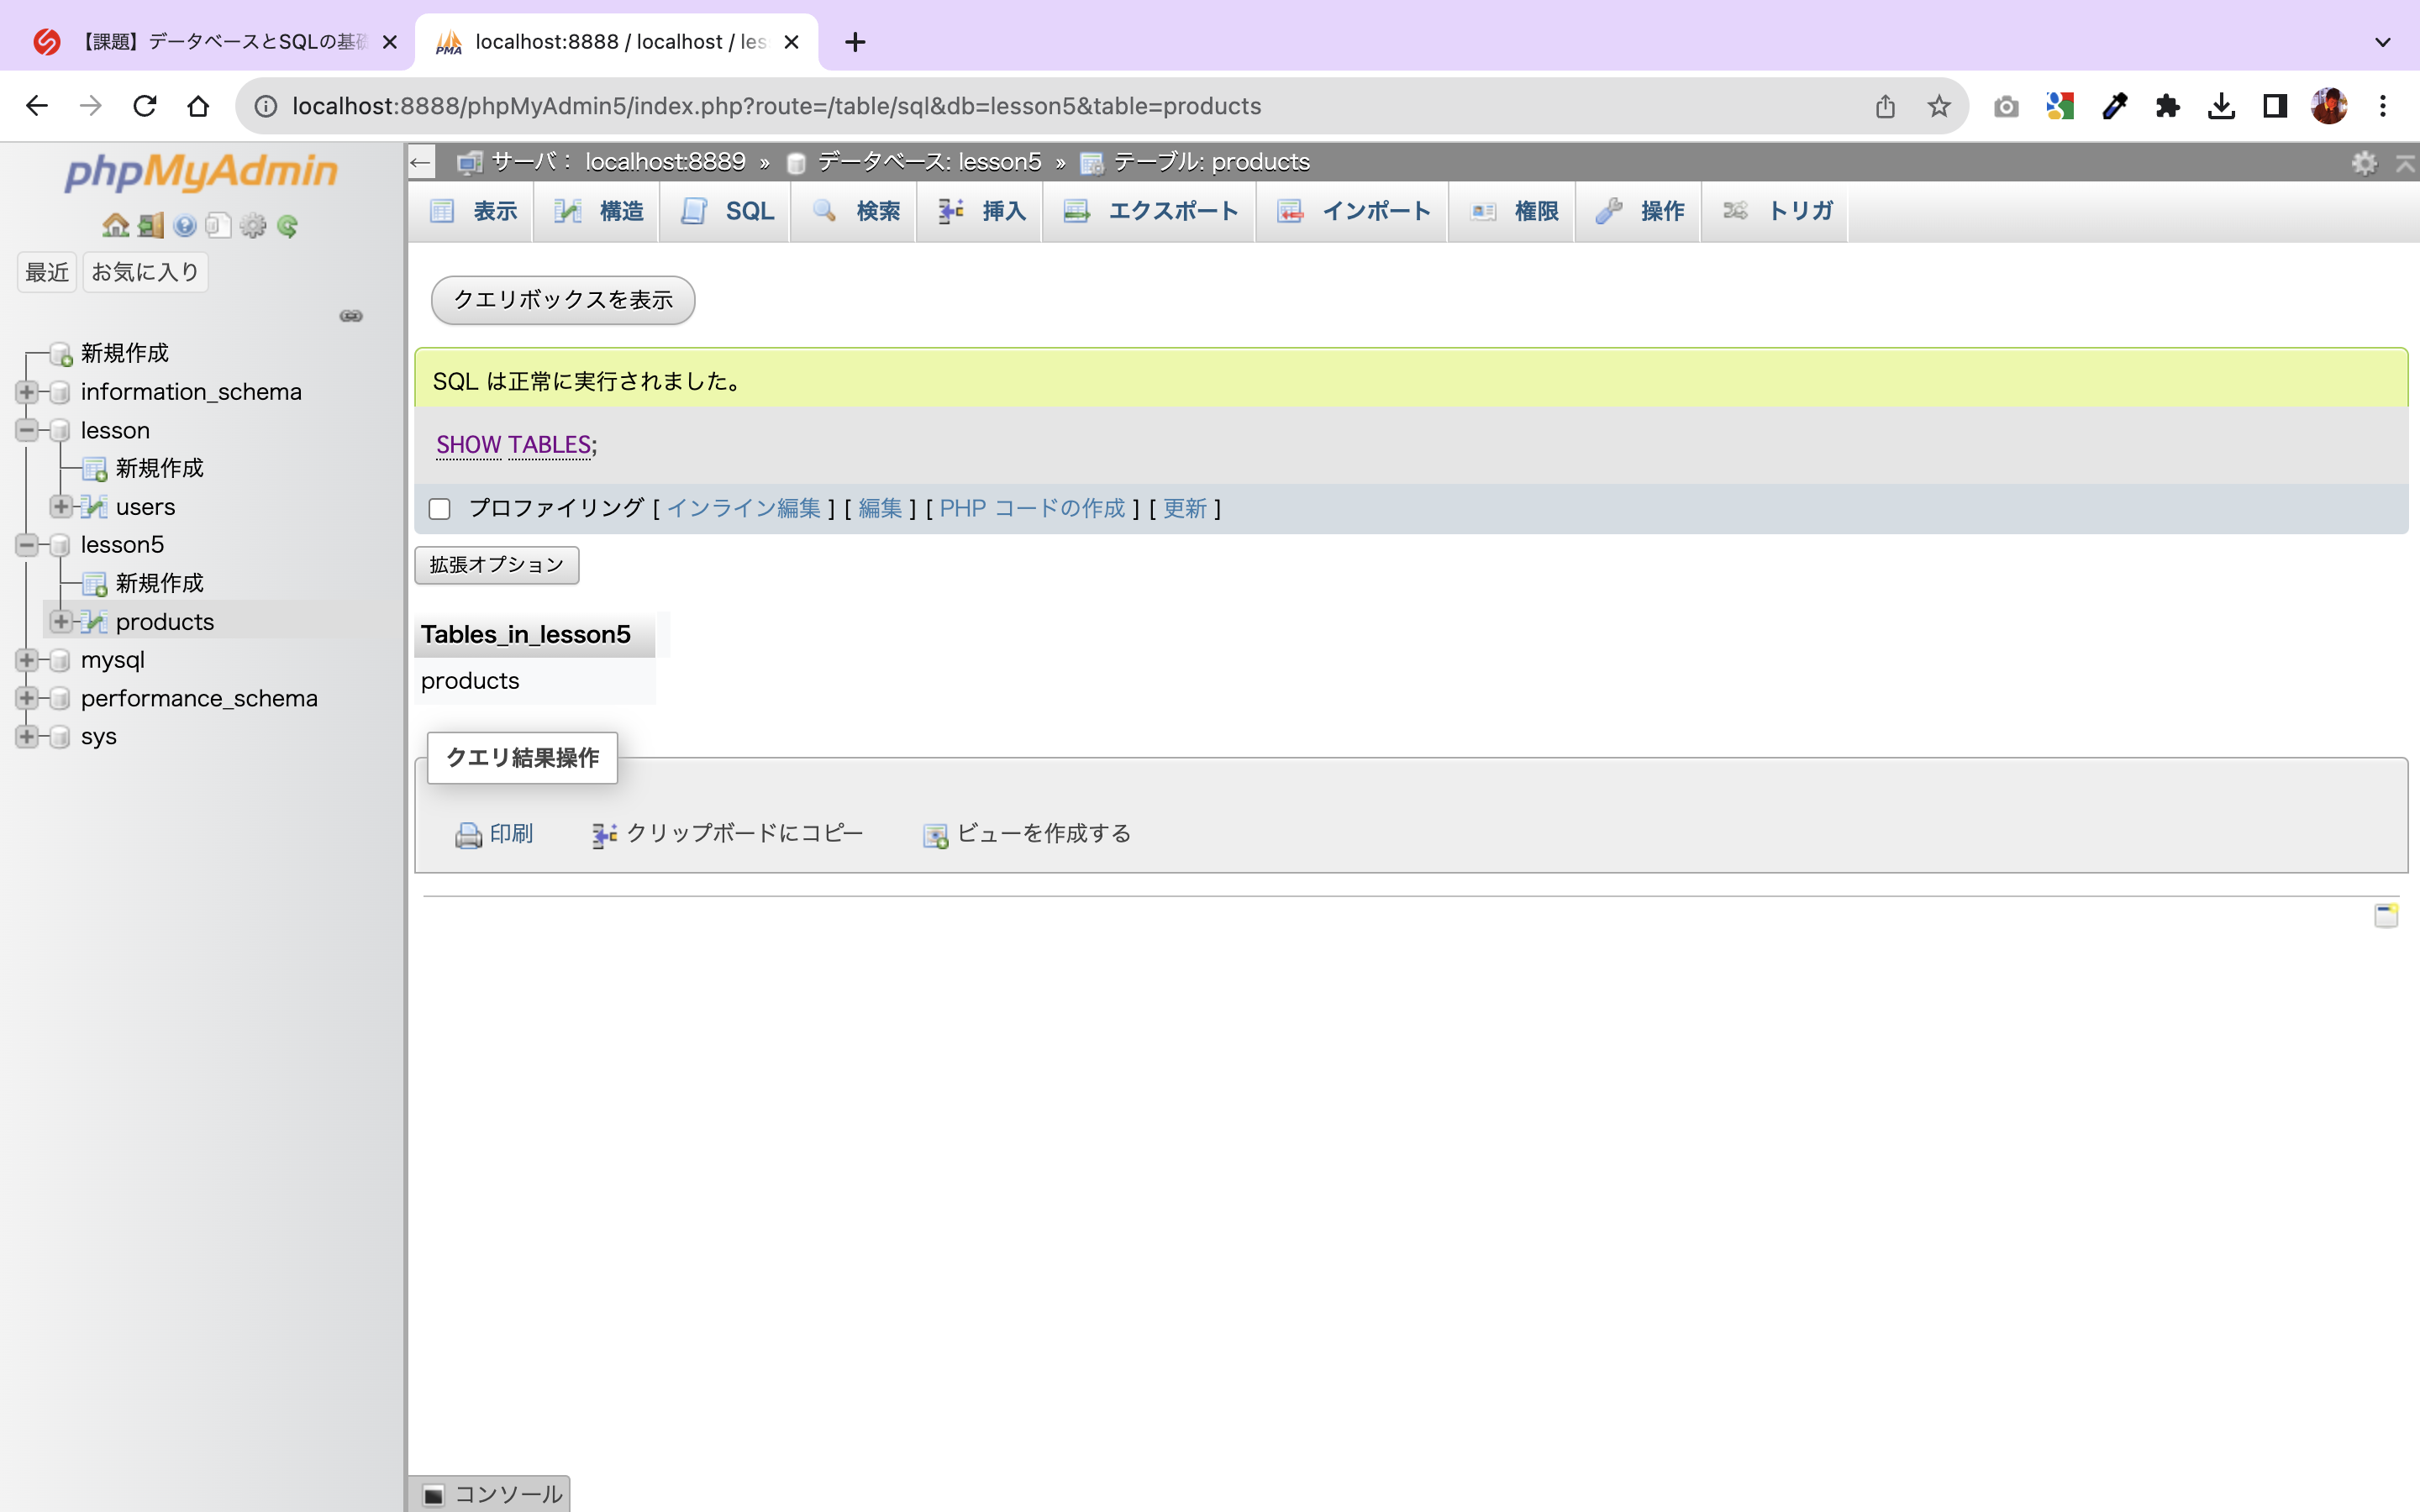 【課題】データベースとSQLの基礎
localhost:8888 / localhost / les
localhost:8888/phpMyAdmin5/index.php?route=/table/sql&db=lesson5&table=products
phpMyAdmin
最近 お気に入り
新規作成
information_schema
lesson
新規作成
users
lesson5
新規作成
products
mysql
performance_schema
sys
サーバ： localhost:8889 » データベース: lesson5 » テーブル: products
表示 構造 SQL 検索 挿入 エクスポート インポート 権限 操作 トリガ
クエリボックスを表示
SQL は正常に実行されました。
SHOW TABLES;
プロファイリング [ インライン編集 ] [ 編集 ] [ PHP コードの作成 ] [ 更新 ]
拡張オプション
Tables_in_lesson5
products
クエリ結果操作
印刷 クリップボードにコピー ビューを作成する
コンソール